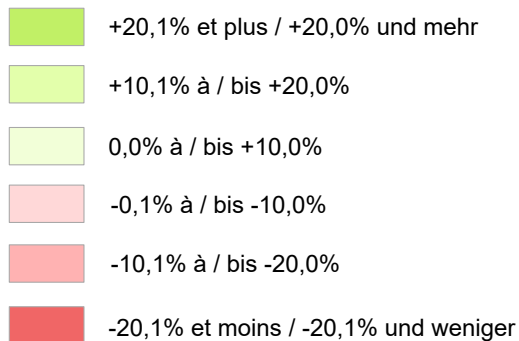 +20,1% et plus / +20,0% und mehr
+10,1% à / bis +20,0%
0,0% à / bis +10,0%
-0,1% à / bis -10,0%
-10,1% à / bis -20,0%
-20,1% et moins / -20,1% und weniger